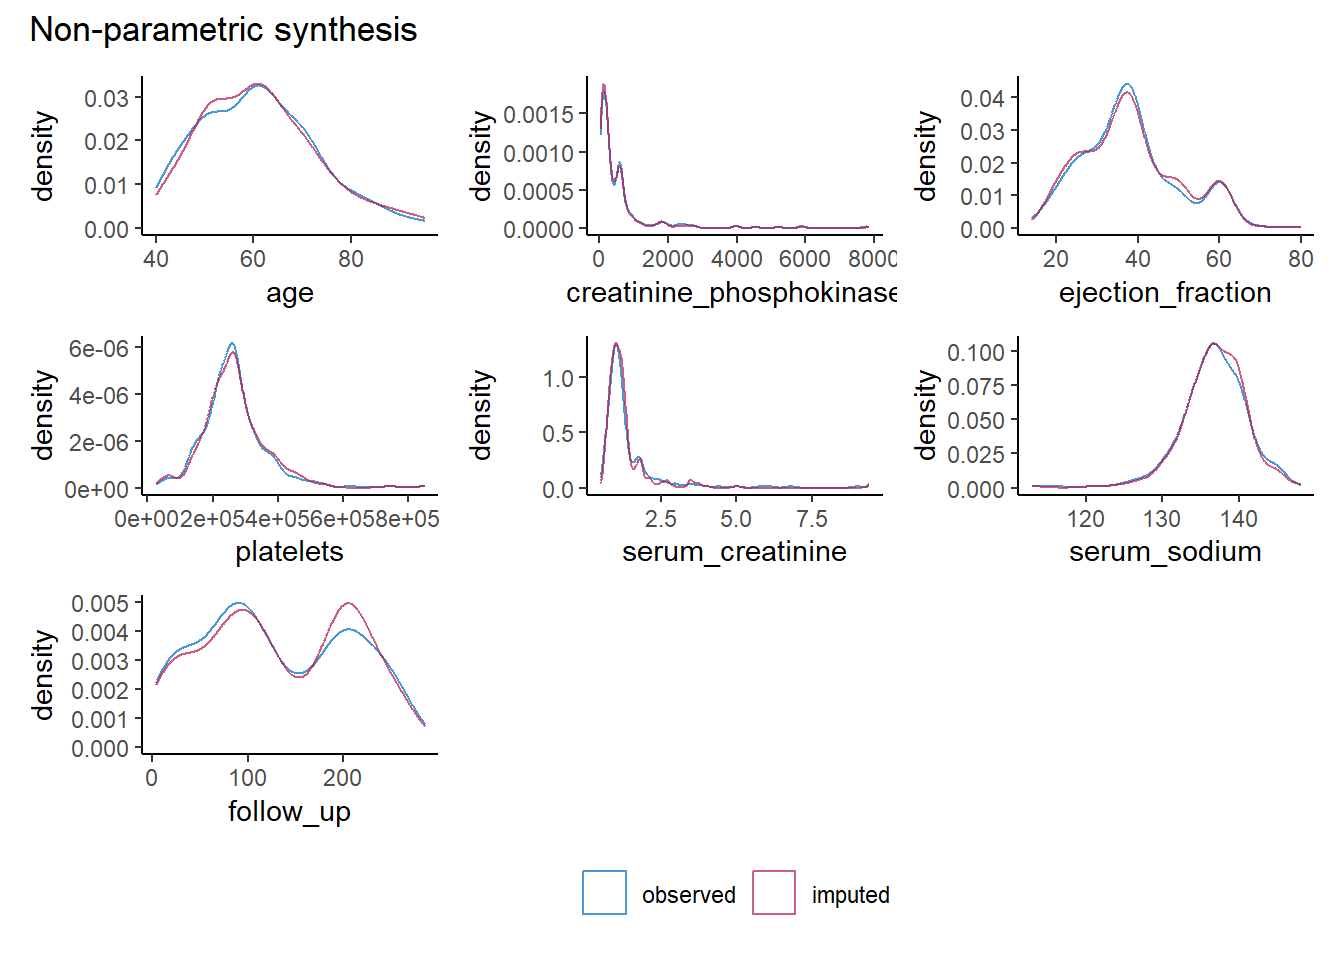 Non-parametric synthesis
density
0.03
0.02
0.01
0.00
40 60 80
age
density
0.0015
0.0010
0.0005
0.0000
0 2000 4000 6000 8000
creatinine_phosphokinase
density
0.04
0.03
0.02
0.01
0.00
20 40 60 80
ejection_fraction
density
6e-06
4e-06
2e-06
0e+00
0e+002e+054e+056e+058e+05
platelets
density
1.0
0.5
0.0
2.5 5.0 7.5
serum_creatinine
density
0.100
0.075
0.050
0.025
0.000
120 130 140
serum_sodium
density
0.005
0.004
0.003
0.002
0.001
0.000
0 100 200
follow_up
observed imputed